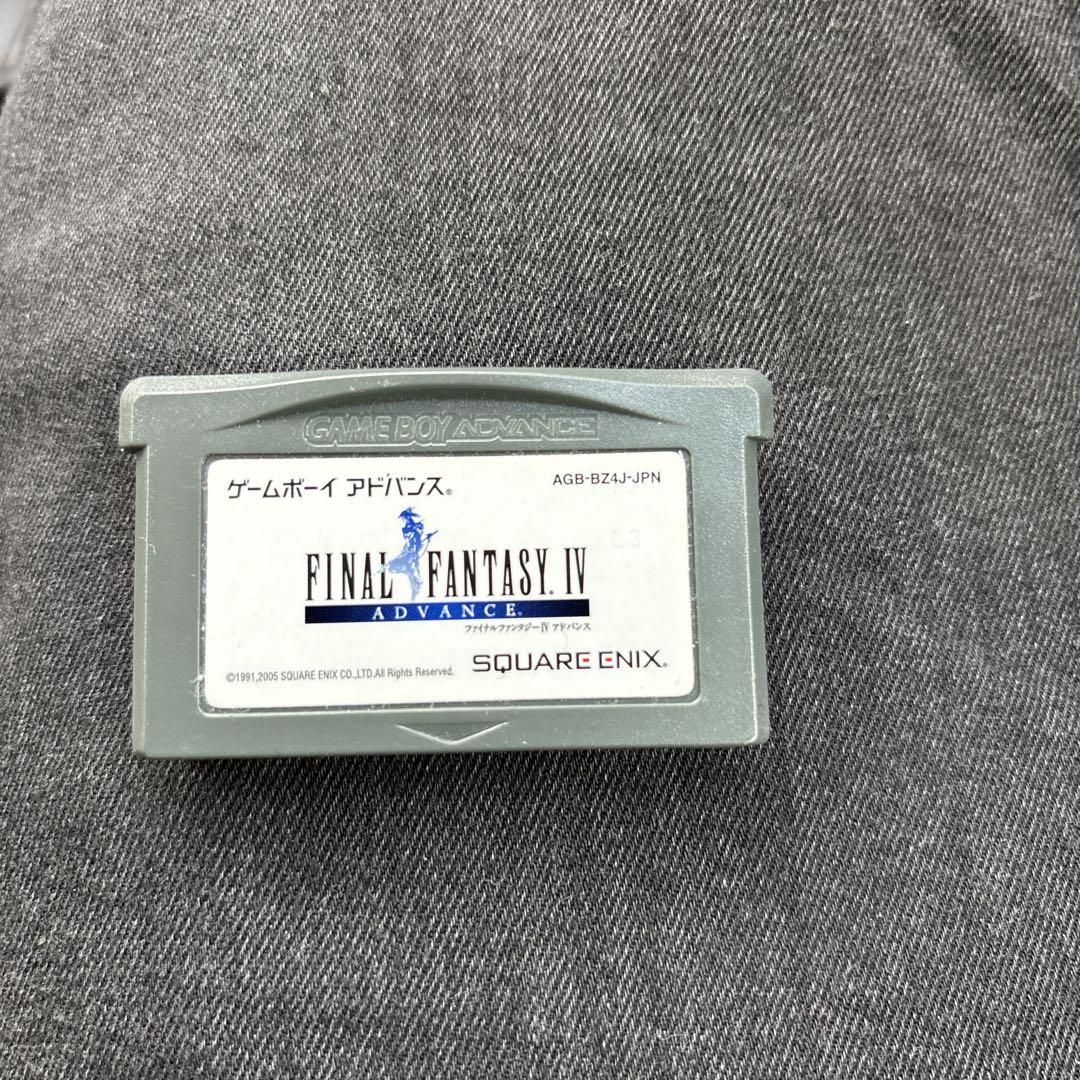 GAME BOY ADVANCE
ゲームボーイ アドバンス®
AGB-BZ4J-JPN
L3
FINAL FANTASY® IV
ADVANCE®
ファイナルファンタジーIV アドバンス
SQUARE ENIX®
©1991,2005 SQUARE ENIX CO.,LTD.All Rights Reserved.